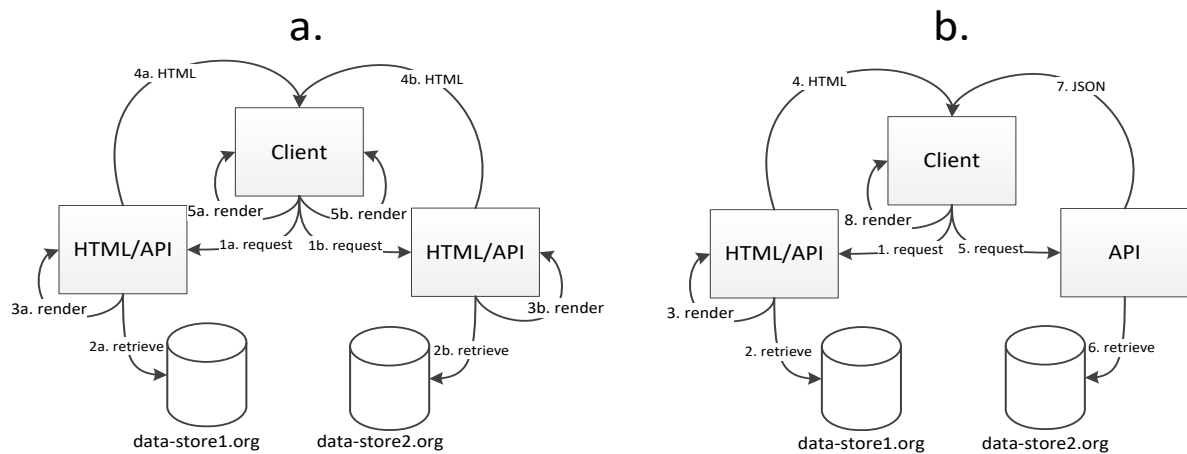 a.
4a. HTML
4b. HTML
Client
5a. render
5b. render
1a. request
1b. request
HTML/API
HTML/API
3a. render
3b. render
2a. retrieve
2b. retrieve
data-store1.org
data-store2.org
b.
4. HTML
7. JSON
Client
8. render
1. request
5. request
HTML/API
API
3. render
2. retrieve
6. retrieve
data-store1.org
data-store2.org